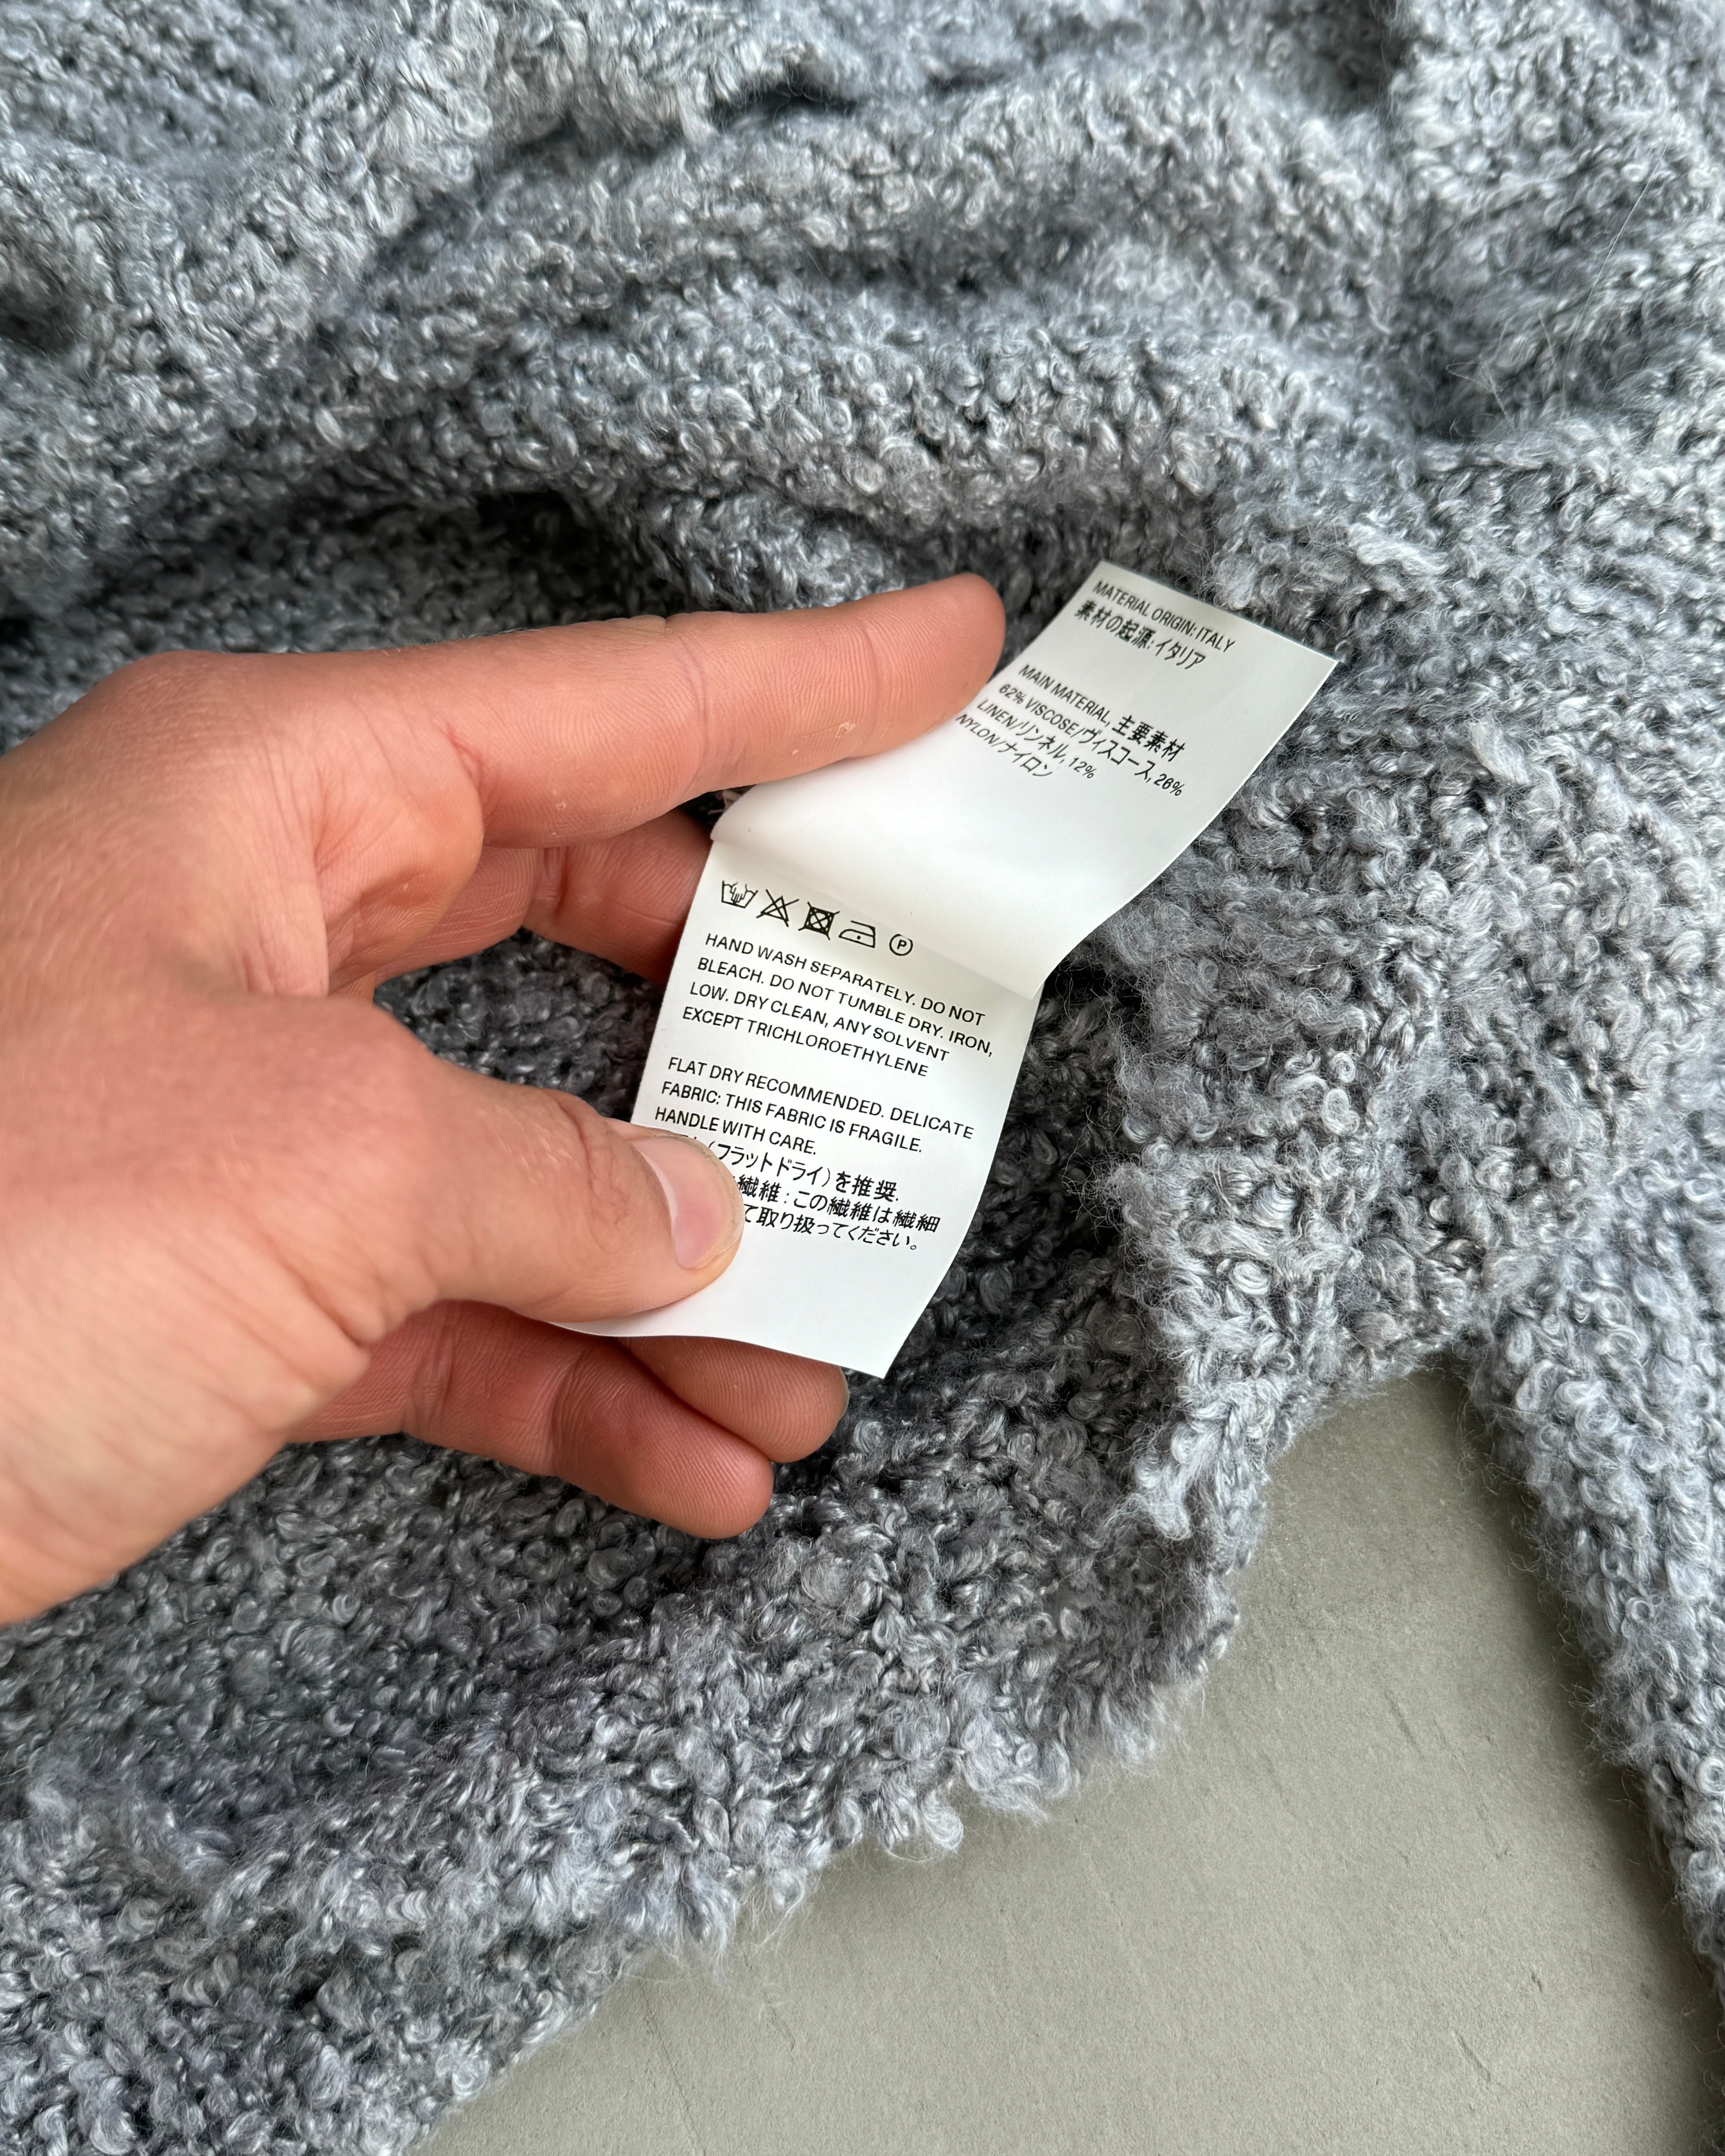 MATERIAL ORIGIN: ITALY
素材の起源: イタリア
MAIN MATERIAL, 主要素材
62% VISCOSE/ヴィスコース, 26%
LINEN/リンネル, 12%
NYLON/ナイロン
P
HAND WASH SEPARATELY. DO NOT
BLEACH. DO NOT TUMBLE DRY. IRON,
LOW. DRY CLEAN, ANY SOLVENT
EXCEPT TRICHLOROETHYLENE
FLAT DRY RECOMMENDED. DELICATE
FABRIC: THIS FABRIC IS FRAGILE.
HANDLE WITH CARE.
(フラットドライ)を推奨.
繊維: この繊維は繊細
て取り扱ってください。